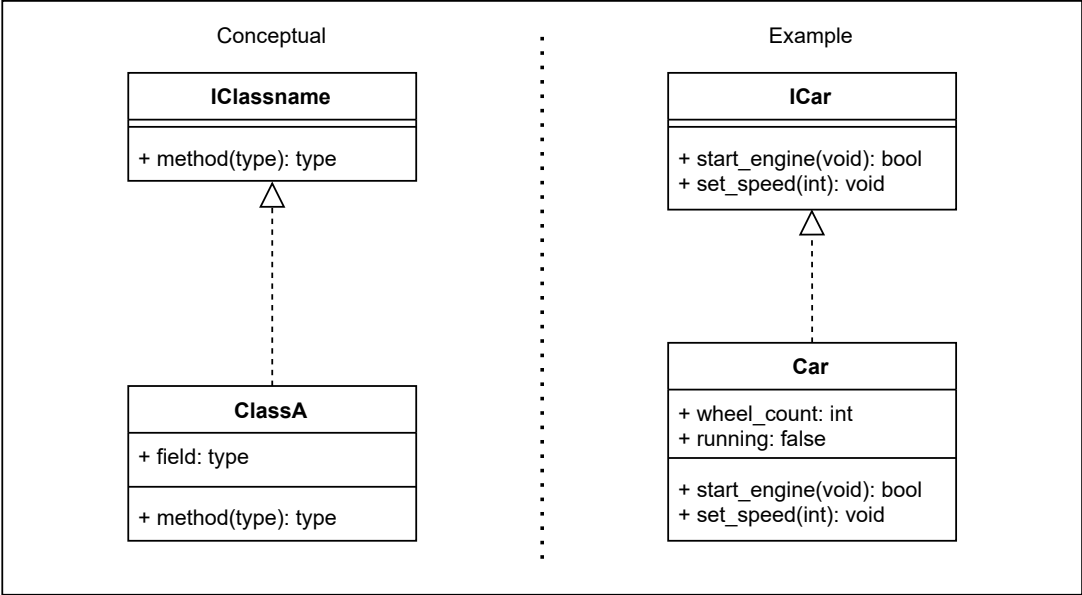 Conceptual
IClassname
+ method(type): type
ClassA
+ field: type
+ method(type): type
Example
ICar
+ start_engine(void): bool
+ set_speed(int): void
Car
+ wheel_count: int
+ running: false
+ start_engine(void): bool
+ set_speed(int): void